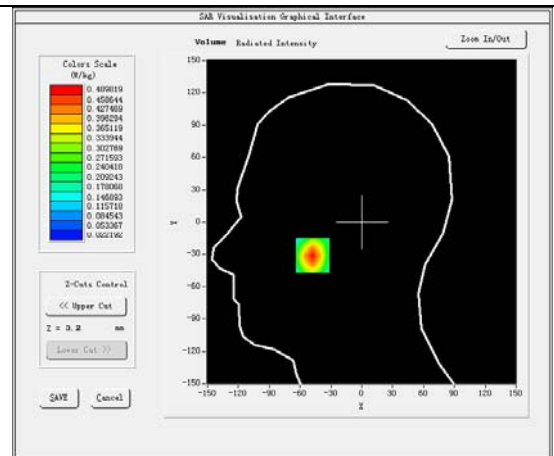 SAR Visualisation Graphical Interface
Colors Scale
(W/kg)
0.489819
0.458644
0.427469
0.396294
0.365119
0.333944
0.302769
0.271593
0.240418
0.209243
0.178068
0.146893
0.115718
0.084543
0.053367
0.022192
Volume Radiated Intensity
Zoom In/Out
150
120
90
60
30
0
-30
-60
-90
-120
-150
Y
-150 -120 -90 -60 -30 0 30 60 90 120 150
X
Z-Cuts Control
<< Upper Cut
Z = 3.2 mm
Lower Cut >>
SAVE Cancel